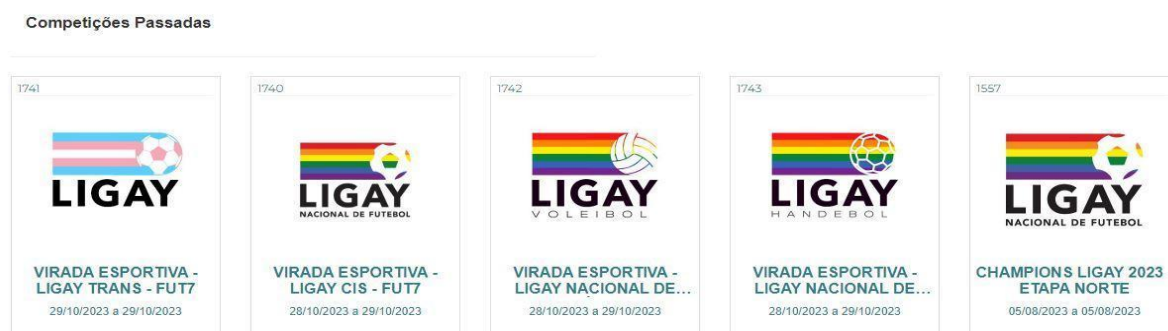 Competições Passadas
1741
LIGAY
VIRADA ESPORTIVA -
LIGAY TRANS - FUT7
29/10/2023 a 29/10/2023
1740
LIGAY
NACIONAL DE FUTEBOL
VIRADA ESPORTIVA -
LIGAY CIS - FUT7
28/10/2023 a 29/10/2023
1742
LIGAY
VOLEIBOL
VIRADA ESPORTIVA -
LIGAY NACIONAL DE...
28/10/2023 a 29/10/2023
1743
LIGAY
HANDEBOL
VIRADA ESPORTIVA -
LIGAY NACIONAL DE...
28/10/2023 a 29/10/2023
1557
LIGAY
NACIONAL DE FUTEBOL
CHAMPIONS LIGAY 2023
ETAPA NORTE
05/08/2023 a 05/08/2023